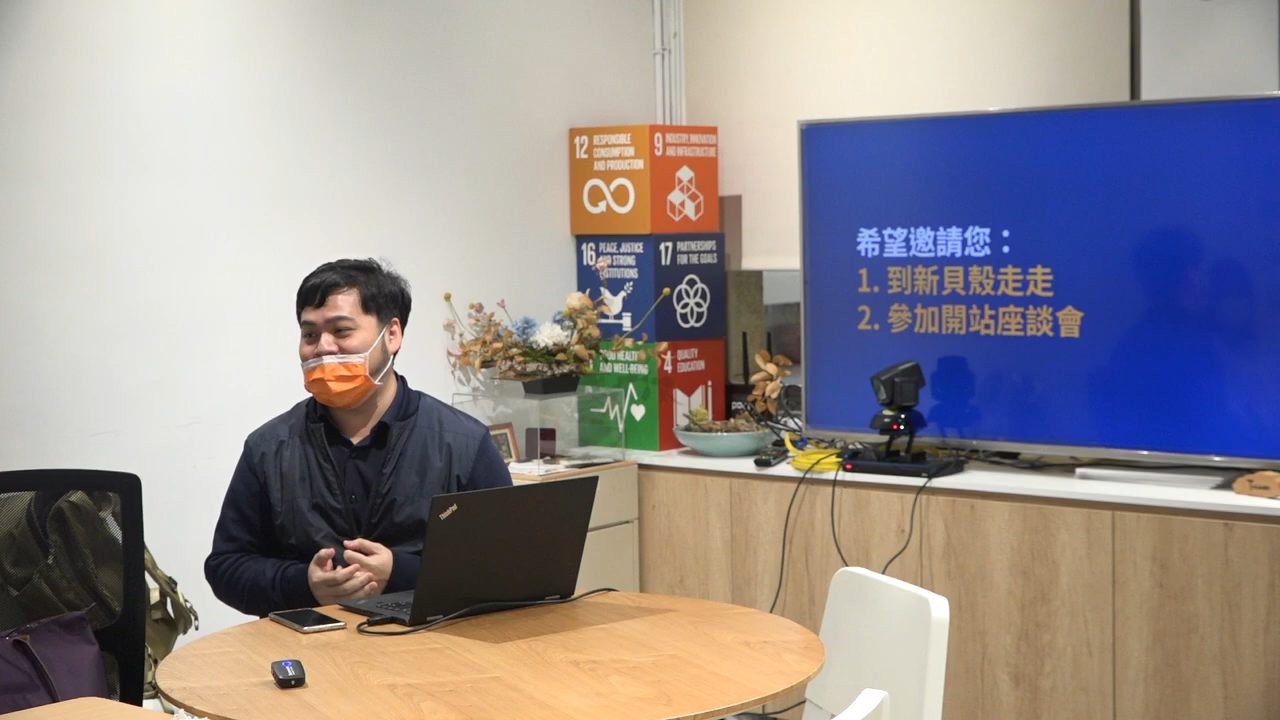 12 RESPONSIBLE
CONSUMPTION
AND PRODUCTION
9 INDUSTRY, INNOVATION
AND INFRASTRUCTURE
16 PEACE, JUSTICE
AND STRONG
INSTITUTIONS
17 PARTNERSHIPS
FOR THE GOALS
GOOD HEALTH
AND WELL-BEING
4 QUALITY
EDUCATION
希望邀請您：
1. 到新貝殼走走
2. 參加開站座談會
ThinkPad